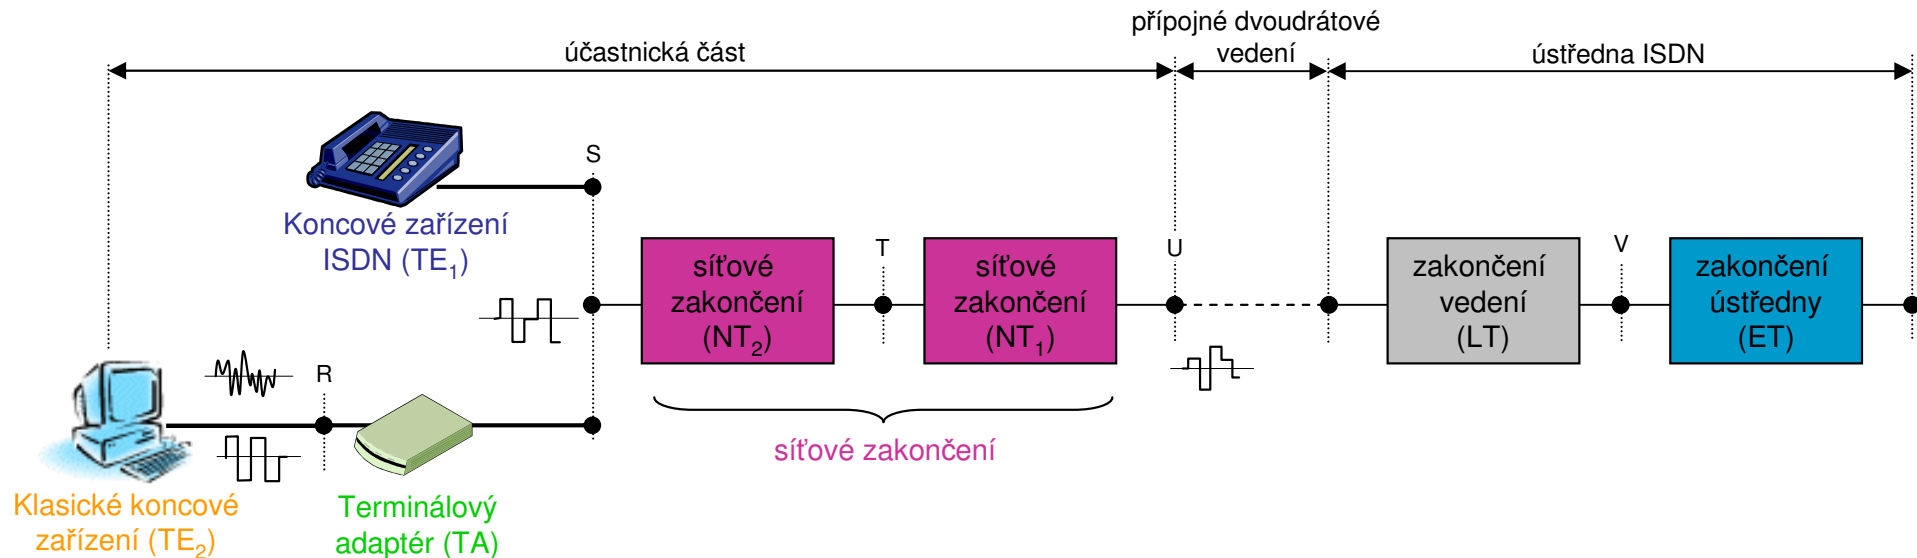 přípojné dvoudrátové
vedení
účastnická část
ústředna ISDN
S
Koncové zařízení
ISDN (TE1)
síťové
zakončení
(NT2)
T
síťové
zakončení
(NT1)
U
zakončení
vedení
(LT)
V
zakončení
ústředny
(ET)
R
síťové zakončení
Klasické koncové
zařízení (TE2)
Terminálový
adaptér (TA)